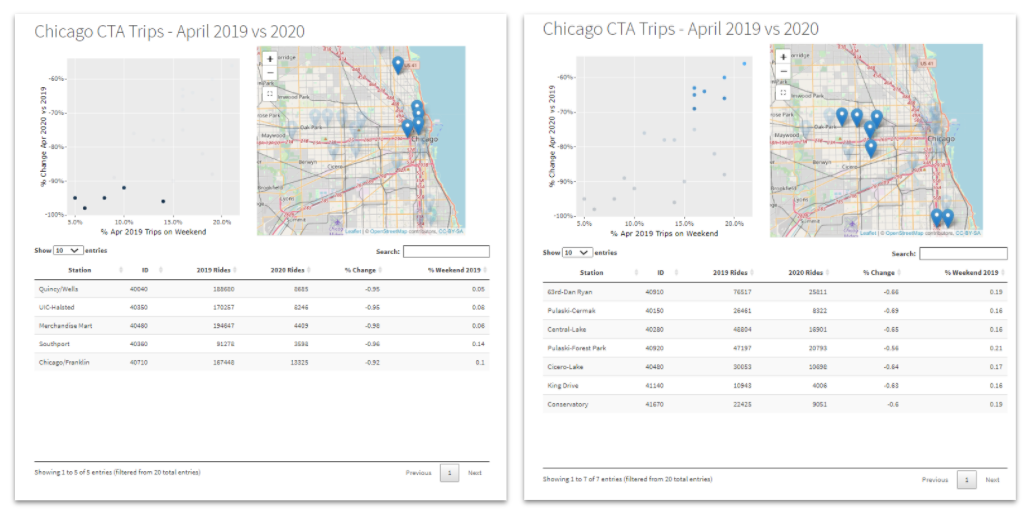 Chicago CTA Trips - April 2019 vs 2020
+
−
-60%
-70%
-80%
-90%
-100%
% Change Apr 2020 vs 2019
5.0%
10.0%
15.0%
20.0%
% Apr 2019 Trips on Weekend
US 41
Oak Park
Maywood
Chicago
Berwyn
Cicero
Leaflet | © OpenStreetMap contributors, CC-BY-SA
Show 10 entries
Search:
Station ID 2019 Rides 2020 Rides % Change % Weekend 2019
Quincy/Wells 40040 8685 -0.95 0.05
UIC-Halsted 40350 170257 8246 -0.95
Merchandise Mart 40460 194647 4409 -0.98 0.06
Southport 40360 91278 -0.96 0.14
Chicago/Franklin 40710 167448 13325 -0.92 0.1
Showing 1 to 5 of 5 entries (filtered from 20 total entries)
Previous 1 Next
Chicago CTA Trips - April 2019 vs 2020
+
−
-60%
-70%
-80%
-90%
-100%
% Change Apr 2020 vs 2019
5.0%
10.0%
15.0%
20.0%
% Apr 2019 Trips on Weekend
US 41
Oak Park
Maywood
Chicago
Berwyn
Cicero
Leaflet | © OpenStreetMap contributors, CC-BY-SA
Show 10 entries
Search:
Station ID 2019 Rides 2020 Rides % Change % Weekend 2019
63rd-Dan Ryan 40910 76517 25811 -0.66 0.19
Pulaski-Cermak 40150 26461 8322 -0.69 0.16
Central-Lake 40280 48804 16901 -0.65 0.16
Pulaski-Forest Park 40920 47197 20793 -0.56 0.21
Cicero-Lake 40480 30053 10698 -0.64 0.17
King Drive 41140 10943 4006 -0.63 0.16
Conservatory 41670 22425 9051 -0.6 0.19
Showing 1 to 7 of 7 entries (filtered from 20 total entries)
Previous 1 Next